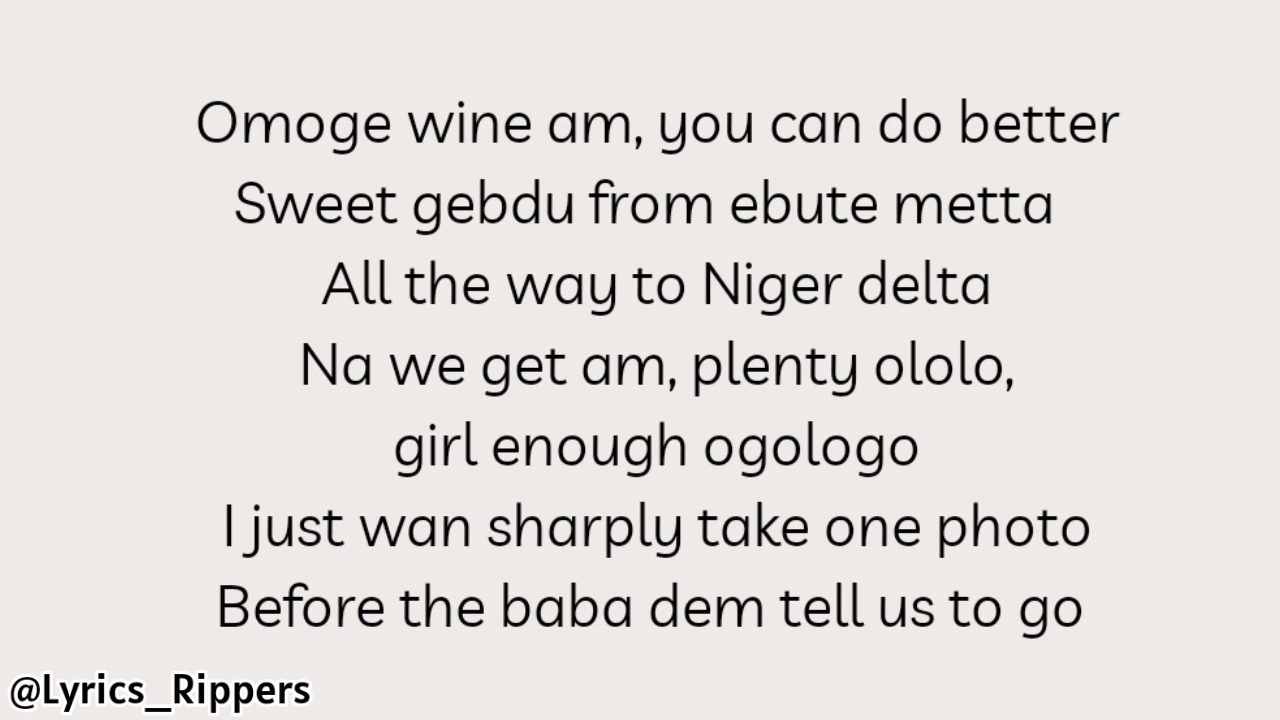 Omoge wine am, you can do better
Sweet gebdu from ebute metta
All the way to Niger delta
Na we get am, plenty ololo,
girl enough ogologo
I just wan sharply take one photo
Before the baba dem tell us to go
@Lyrics_Rippers